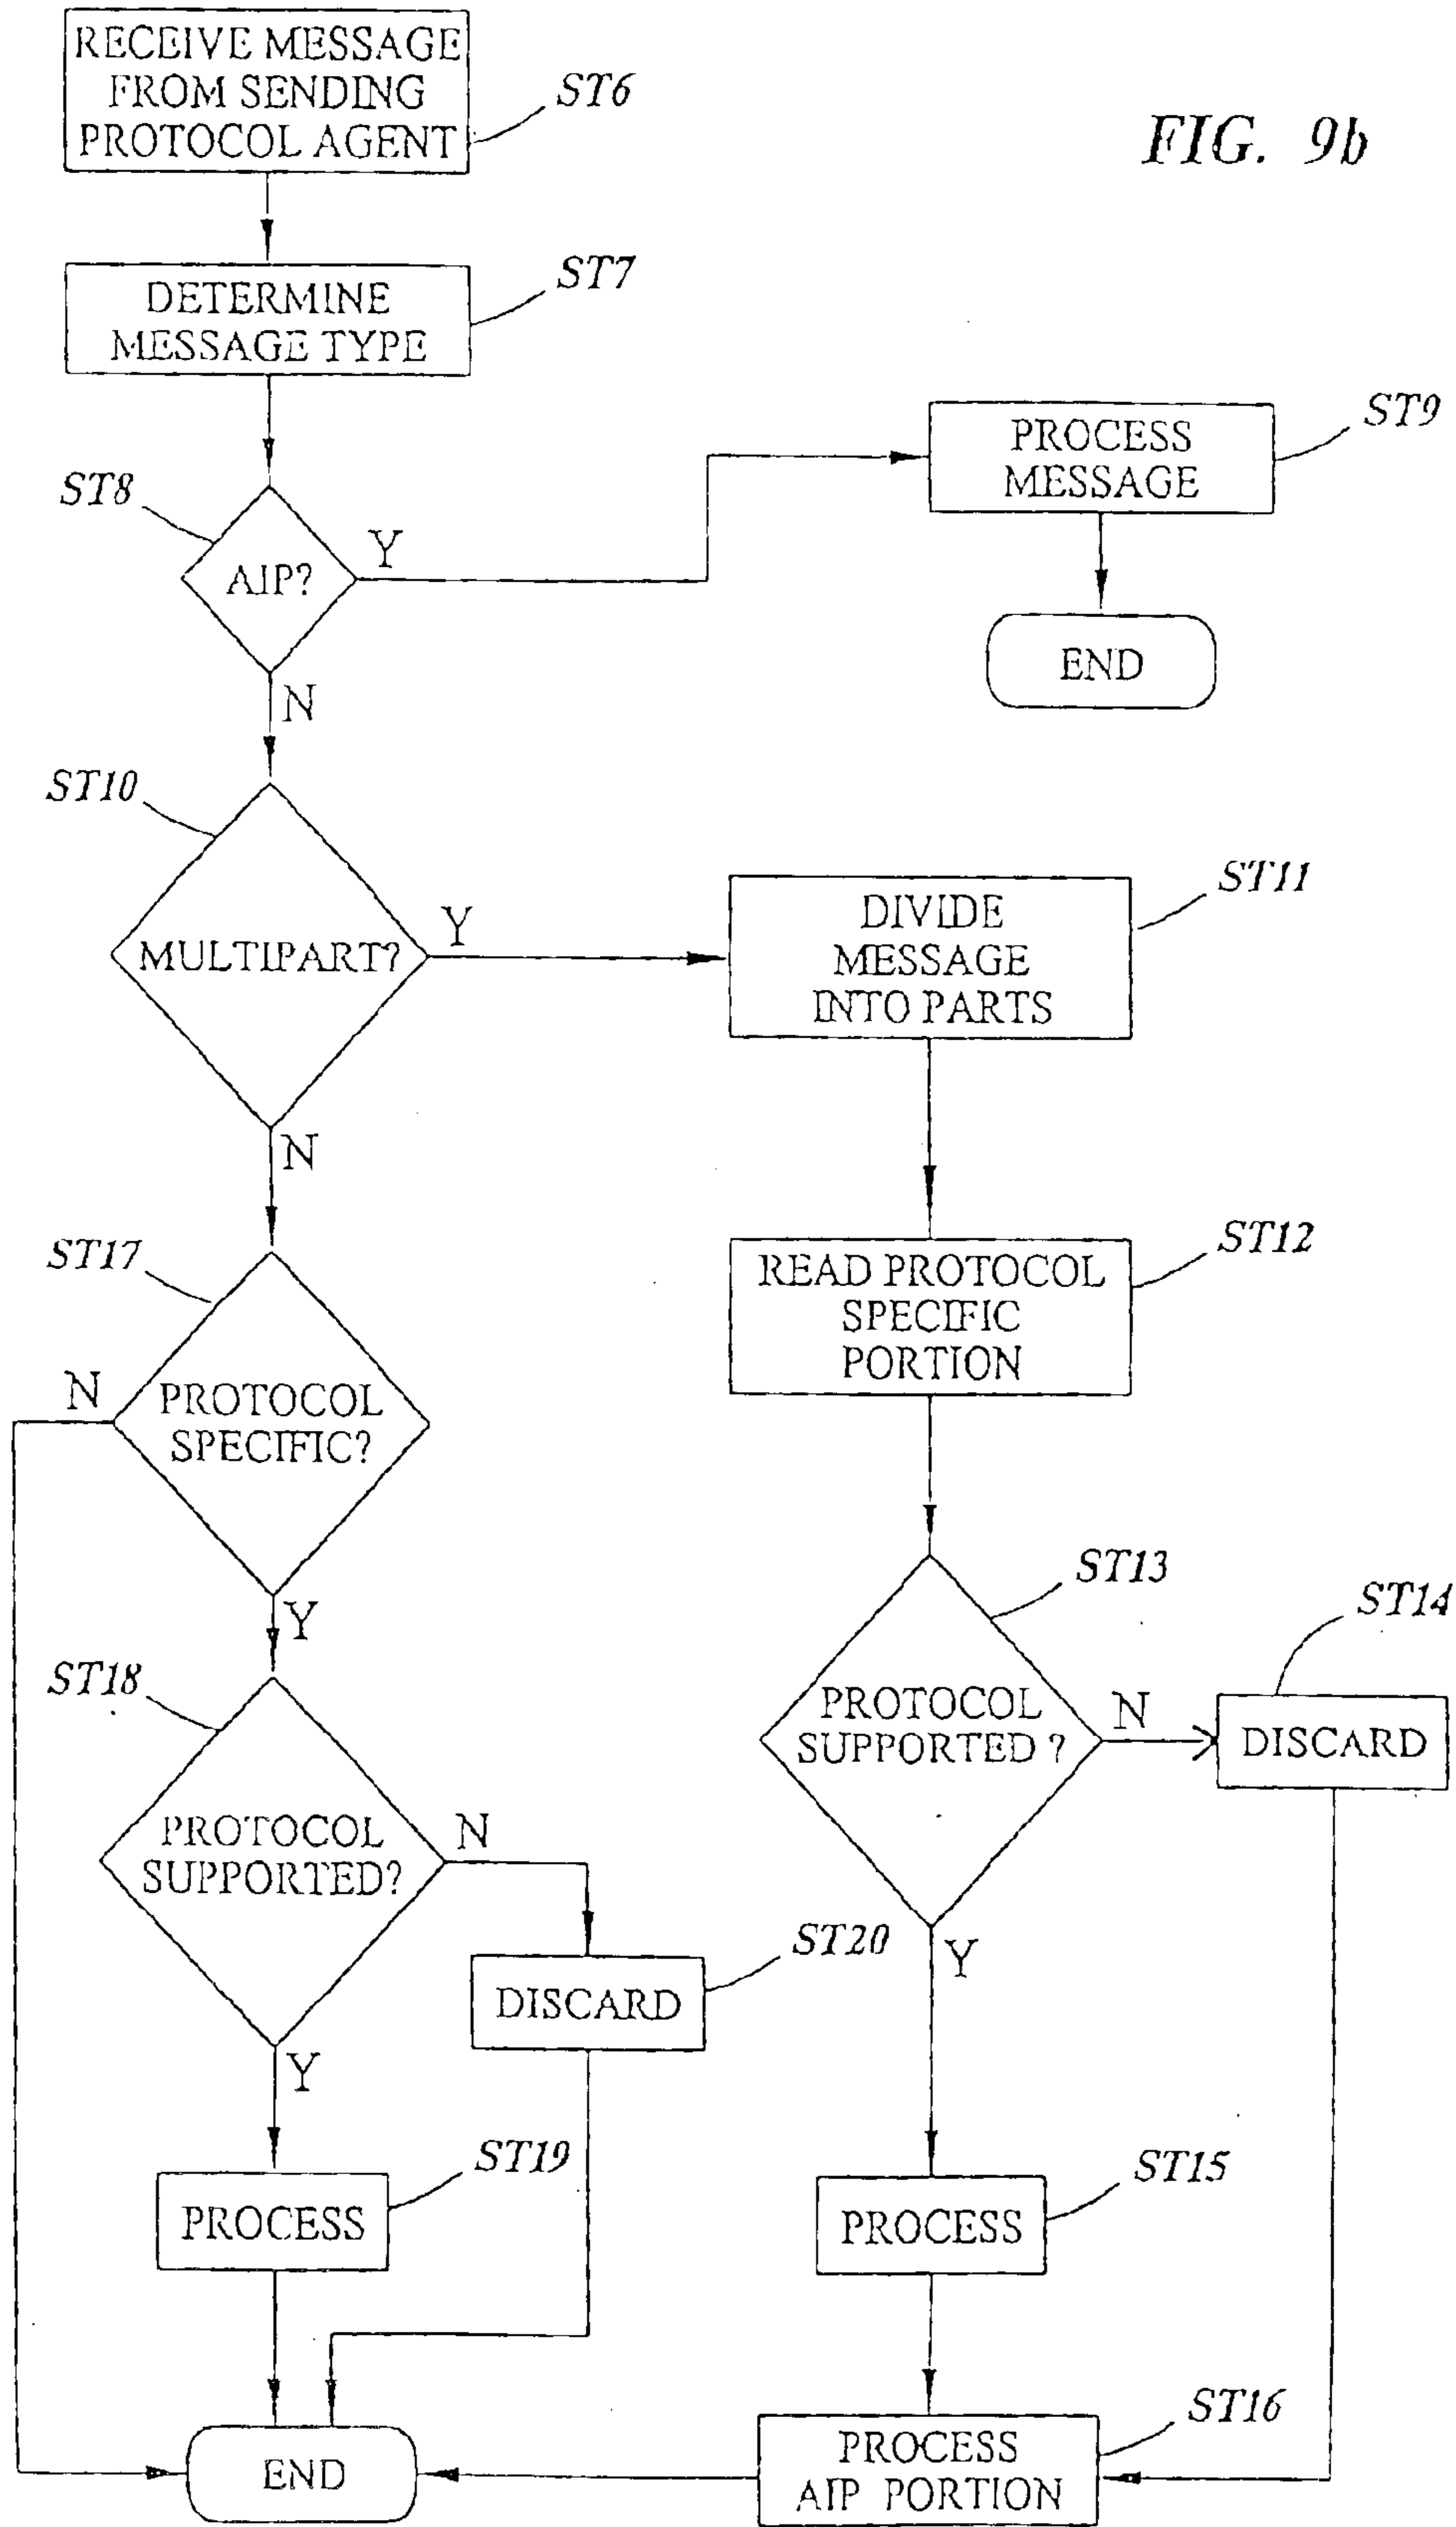 RECEIVE MESSAGE
FROM SENDING
PROTOCOL AGENT
ST6
FIG. 9b
DETERMINE
MESSAGE TYPE
ST7
ST8
AIP?
Y
N
PROCESS
MESSAGE
ST9
END
ST10
MULTIPART?
Y
N
DIVIDE
MESSAGE
INTO PARTS
ST11
READ PROTOCOL
SPECIFIC
PORTION
ST12
ST17
PROTOCOL
SPECIFIC?
N
Y
ST13
PROTOCOL
SUPPORTED ?
N
Y
ST14
DISCARD
ST18
PROTOCOL
SUPPORTED?
N
Y
ST20
DISCARD
ST19
PROCESS
ST15
PROCESS
ST16
PROCESS
AIP PORTION
END